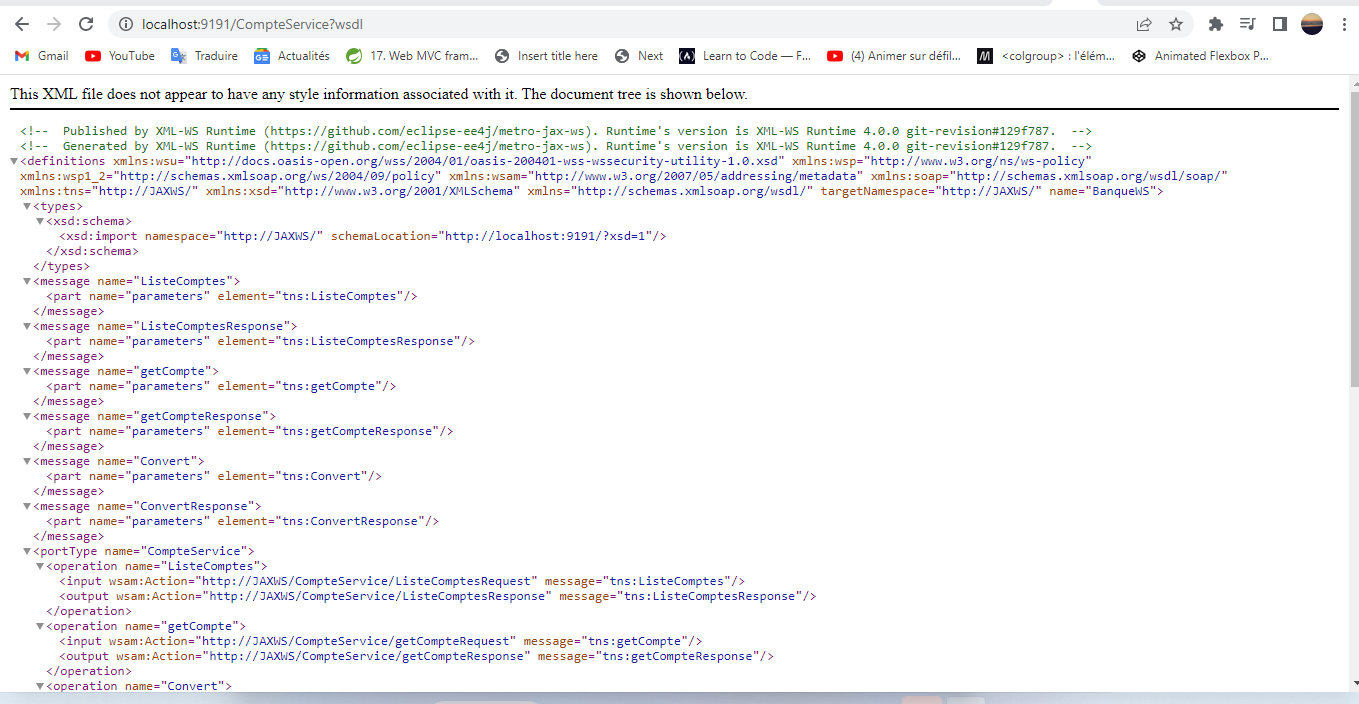 localhost:9191/CompteService?wsdl
Gmail YouTube Traduire Actualités 17. Web MVC fram... Insert title here Next Learn to Code — F... (4) Animer sur défil... <colgroup> : l'élém... Animated Flexbox P...
This XML file does not appear to have any style information associated with it. The document tree is shown below.
<!-- Published by XML-WS Runtime (https://github.com/eclipse-ee4j/metro-jax-ws). Runtime's version is XML-WS Runtime 4.0.0 git-revision#129f787. -->
<!-- Generated by XML-WS Runtime (https://github.com/eclipse-ee4j/metro-jax-ws). Runtime's version is XML-WS Runtime 4.0.0 git-revision#129f787. -->
<definitions xmlns:wsu="http://docs.oasis-open.org/wss/2004/01/oasis-200401-wss-wssecurity-utility-1.0.xsd" xmlns:wsp="http://www.w3.org/ns/ws-policy"
xmlns:wsp1_2="http://schemas.xmlsoap.org/ws/2004/09/policy" xmlns:wsam="http://www.w3.org/2007/05/addressing/metadata" xmlns:soap="http://schemas.xmlsoap.org/wsdl/soap/"
xmlns:tns="http://JAXWS/" xmlns:xsd="http://www.w3.org/2001/XMLSchema" xmlns="http://schemas.xmlsoap.org/wsdl/" targetNamespace="http://JAXWS/" name="BanqueWS">
<types>
<xsd:schema>
<xsd:import namespace="http://JAXWS/" schemaLocation="http://localhost:9191/?xsd=1"/>
</xsd:schema>
</types>
<message name="ListeComptes">
<part name="parameters" element="tns:ListeComptes"/>
</message>
<message name="ListeComptesResponse">
<part name="parameters" element="tns:ListeComptesResponse"/>
</message>
<message name="getCompte">
<part name="parameters" element="tns:getCompte"/>
</message>
<message name="getCompteResponse">
<part name="parameters" element="tns:getCompteResponse"/>
</message>
<message name="Convert">
<part name="parameters" element="tns:Convert"/>
</message>
<message name="ConvertResponse">
<part name="parameters" element="tns:ConvertResponse"/>
</message>
<portType name="CompteService">
<operation name="ListeComptes">
<input wsam:Action="http://JAXWS/CompteService/ListeComptesRequest" message="tns:ListeComptes"/>
<output wsam:Action="http://JAXWS/CompteService/ListeComptesResponse" message="tns:ListeComptesResponse"/>
</operation>
<operation name="getCompte">
<input wsam:Action="http://JAXWS/CompteService/getCompteRequest" message="tns:getCompte"/>
<output wsam:Action="http://JAXWS/CompteService/getCompteResponse" message="tns:getCompteResponse"/>
</operation>
<operation name="Convert">